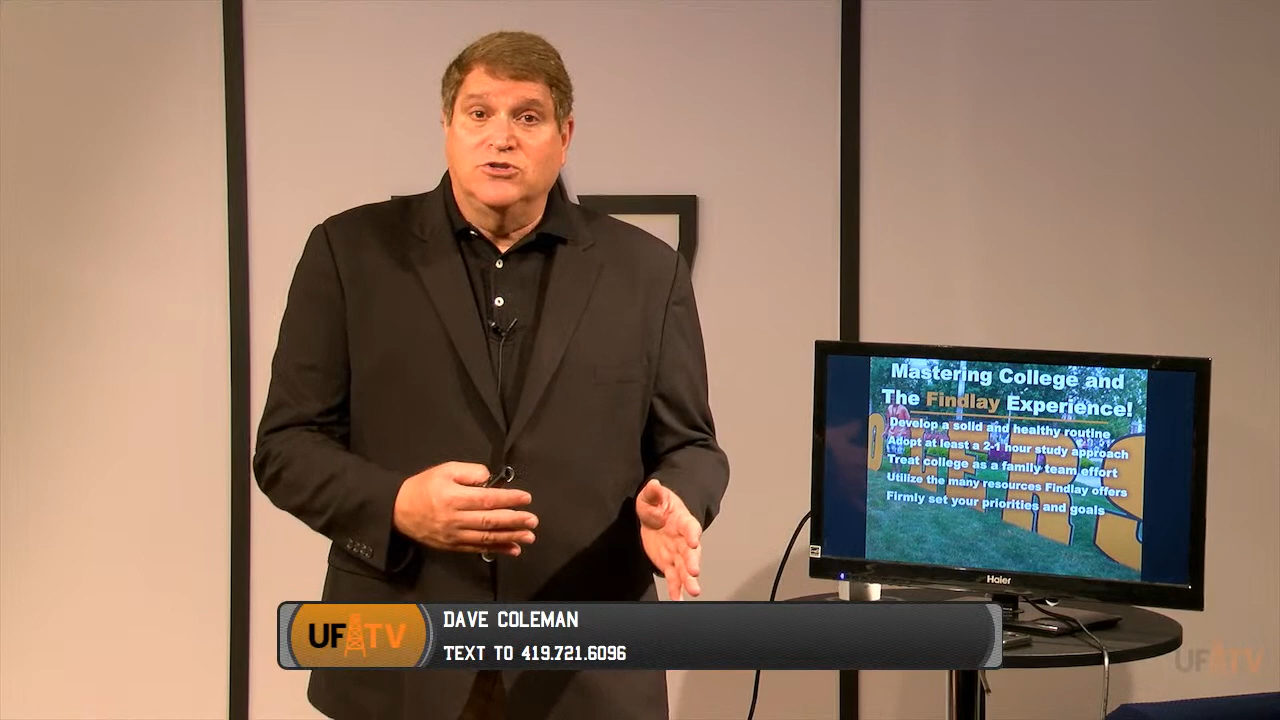 Mastering College and
The Findlay Experience!
Develop a solid and healthy routine
Adopt at least a 2-1 hour study approach
Treat college as a family team effort
Utilize the many resources Findlay offers
Firmly set your priorities and goals
OILERS
Haier
UF TV
DAVE COLEMAN
TEXT TO 419.721.6096
UF TV